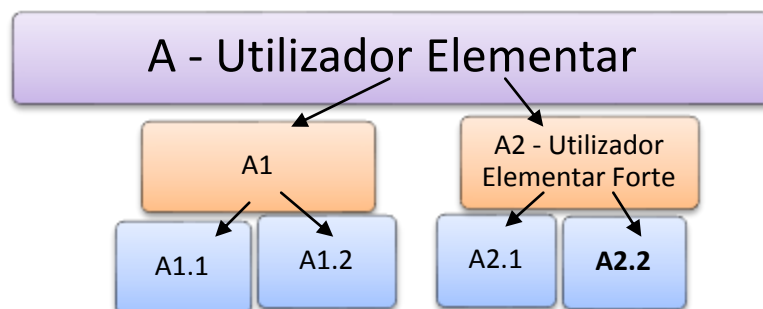 A - Utilizador Elementar
A1
A2 - Utilizador
Elementar Forte
A1.1
A1.2
A2.1
A2.2